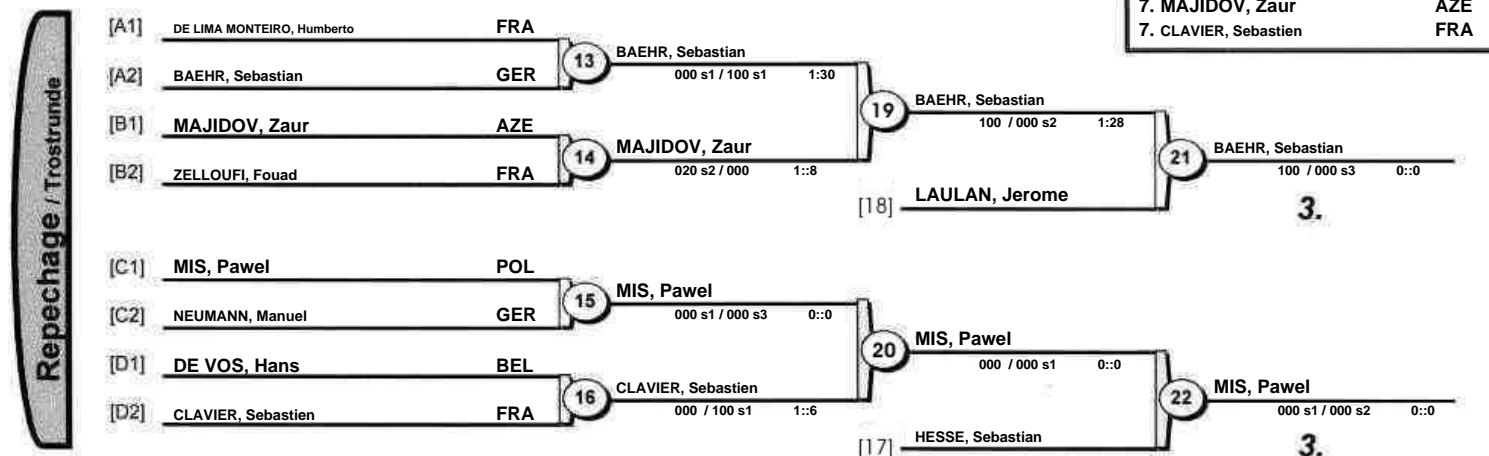 7. MAJIDOV, Zaur AZE
7. CLAVIER, Sebastien FRA
Repechage / Trostrunde
[A1] DE LIMA MONTEIRO, Humberto FRA
13 BAEHR, Sebastian
000 s1 / 100 s1 1:30
[A2] BAEHR, Sebastian GER
19 BAEHR, Sebastian
100 / 000 s2 1:28
[B1] MAJIDOV, Zaur AZE
14 MAJIDOV, Zaur
020 s2 / 000 1::8
[B2] ZELLOUFI, Fouad FRA
21 BAEHR, Sebastian
100 / 000 s3 0::0
[18] LAULAN, Jerome
3.
[C1] MIS, Pawel POL
15 MIS, Pawel
000 s1 / 000 s3 0::0
[C2] NEUMANN, Manuel GER
20 MIS, Pawel
000 / 000 s1 0::0
[D1] DE VOS, Hans BEL
16 CLAVIER, Sebastien
000 / 100 s1 1::6
[D2] CLAVIER, Sebastien FRA
22 MIS, Pawel
000 s1 / 000 s2 0::0
[17] HESSE, Sebastian
3.